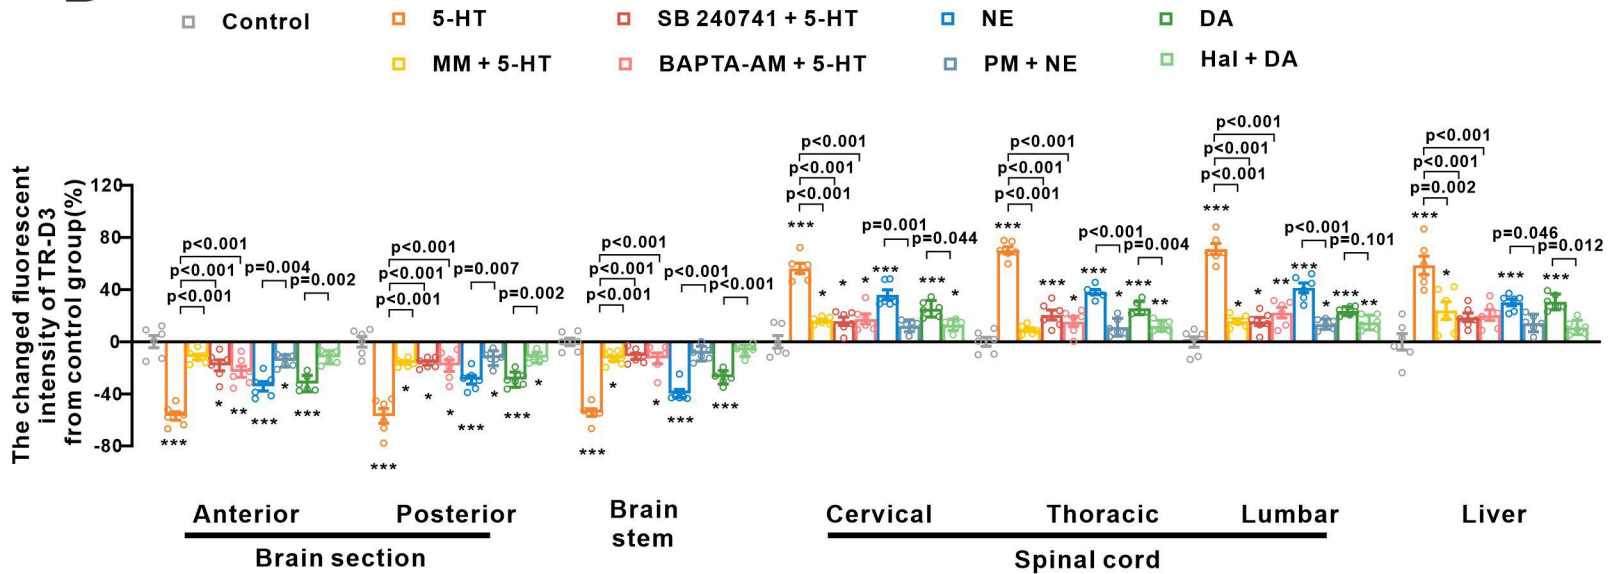 Control
5-HT
SB 240741 + 5-HT
NE
DA
MM + 5-HT
BAPTA-AM + 5-HT
PM + NE
Hal + DA
The changed fluorescent
intensity of TR-D3
from control group(%)
120
80
40
0
-40
-80
p<0.001
p<0.001
p<0.001
p=0.004
p=0.002
***
*
**
***
*
***
p<0.001
p<0.001
p<0.001
p=0.007
p=0.002
***
*
*
*
***
*
***
*
p<0.001
p<0.001
p<0.001
p<0.001
p<0.001
***
*
*
***
***
p<0.001
p<0.001
p<0.001
p=0.001
p=0.044
***
*
*
*
***
***
*
p<0.001
p<0.001
p<0.001
p<0.001
p=0.004
***
***
*
***
*
***
**
p<0.001
p<0.001
p<0.001
p<0.001
p=0.101
***
*
*
**
***
*
***
**
p<0.001
p<0.001
p=0.002
p=0.046
p=0.012
***
*
***
***
Anterior
Posterior
Brain section
Brain
stem
Cervical
Thoracic
Lumbar
Spinal cord
Liver